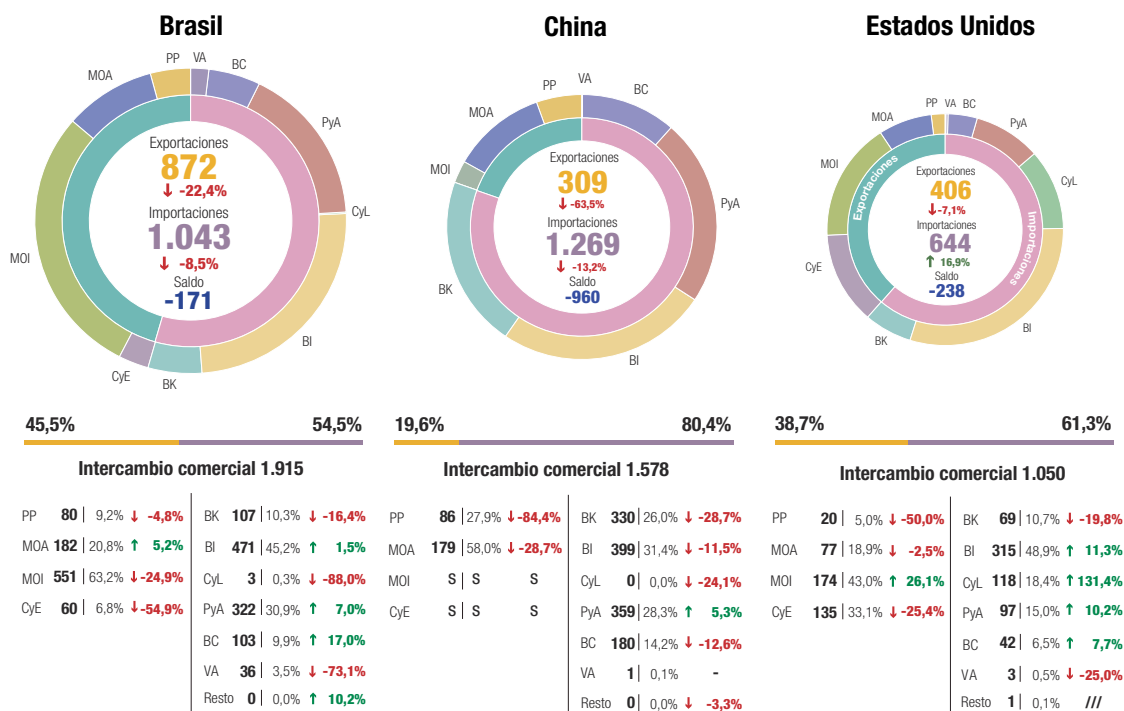 Brasil
PP
VA
BC
MOA
PyA
CyL
MOI
BI
CyE
BK
Exportaciones
872
↓ -22,4%
Importaciones
1.043
↓ -8,5%
Saldo
-171
45,5% 54,5%
Intercambio comercial 1.915
PP 80 9,2% ↓ -4,8%
MOA 182 20,8% ↑ 5,2%
MOI 551 63,2% ↓ -24,9%
CyE 60 6,8% ↓ -54,9%
BK 107 10,3% ↓ -16,4%
BI 471 45,2% ↑ 1,5%
CyL 3 0,3% ↓ -88,0%
PyA 322 30,9% ↑ 7,0%
BC 103 9,9% ↑ 17,0%
VA 36 3,5% ↓ -73,1%
Resto 0 0,0% ↑ 10,2%
China
PP
VA
BC
MOA
MOI
PyA
BK
BI
Exportaciones
309
↓ -63,5%
Importaciones
1.269
↓ -13,2%
Saldo
-960
19,6% 80,4%
Intercambio comercial 1.578
PP 86 27,9% ↓ -84,4%
MOA 179 58,0% ↓ -28,7%
MOI S S S
CyE S S S
BK 330 26,0% ↓ -28,7%
BI 399 31,4% ↓ -11,5%
CyL 0 0,0% ↓ -24,1%
PyA 359 28,3% ↑ 5,3%
BC 180 14,2% ↓ -12,6%
VA 1 0,1% -
Resto 0 0,0% ↓ -3,3%
Estados Unidos
PP
VA
BC
MOA
PyA
MOI
CyL
CyE
BK
BI
Exportaciones
Importaciones
Exportaciones
406
↓ -7,1%
Importaciones
644
↑ 16,9%
Saldo
-238
38,7% 61,3%
Intercambio comercial 1.050
PP 20 5,0% ↓ -50,0%
MOA 77 18,9% ↓ -2,5%
MOI 174 43,0% ↑ 26,1%
CyE 135 33,1% ↓ -25,4%
BK 69 10,7% ↓ -19,8%
BI 315 48,9% ↑ 11,3%
CyL 118 18,4% ↑ 131,4%
PyA 97 15,0% ↑ 10,2%
BC 42 6,5% ↑ 7,7%
VA 3 0,5% ↓ -25,0%
Resto 1 0,1% ///